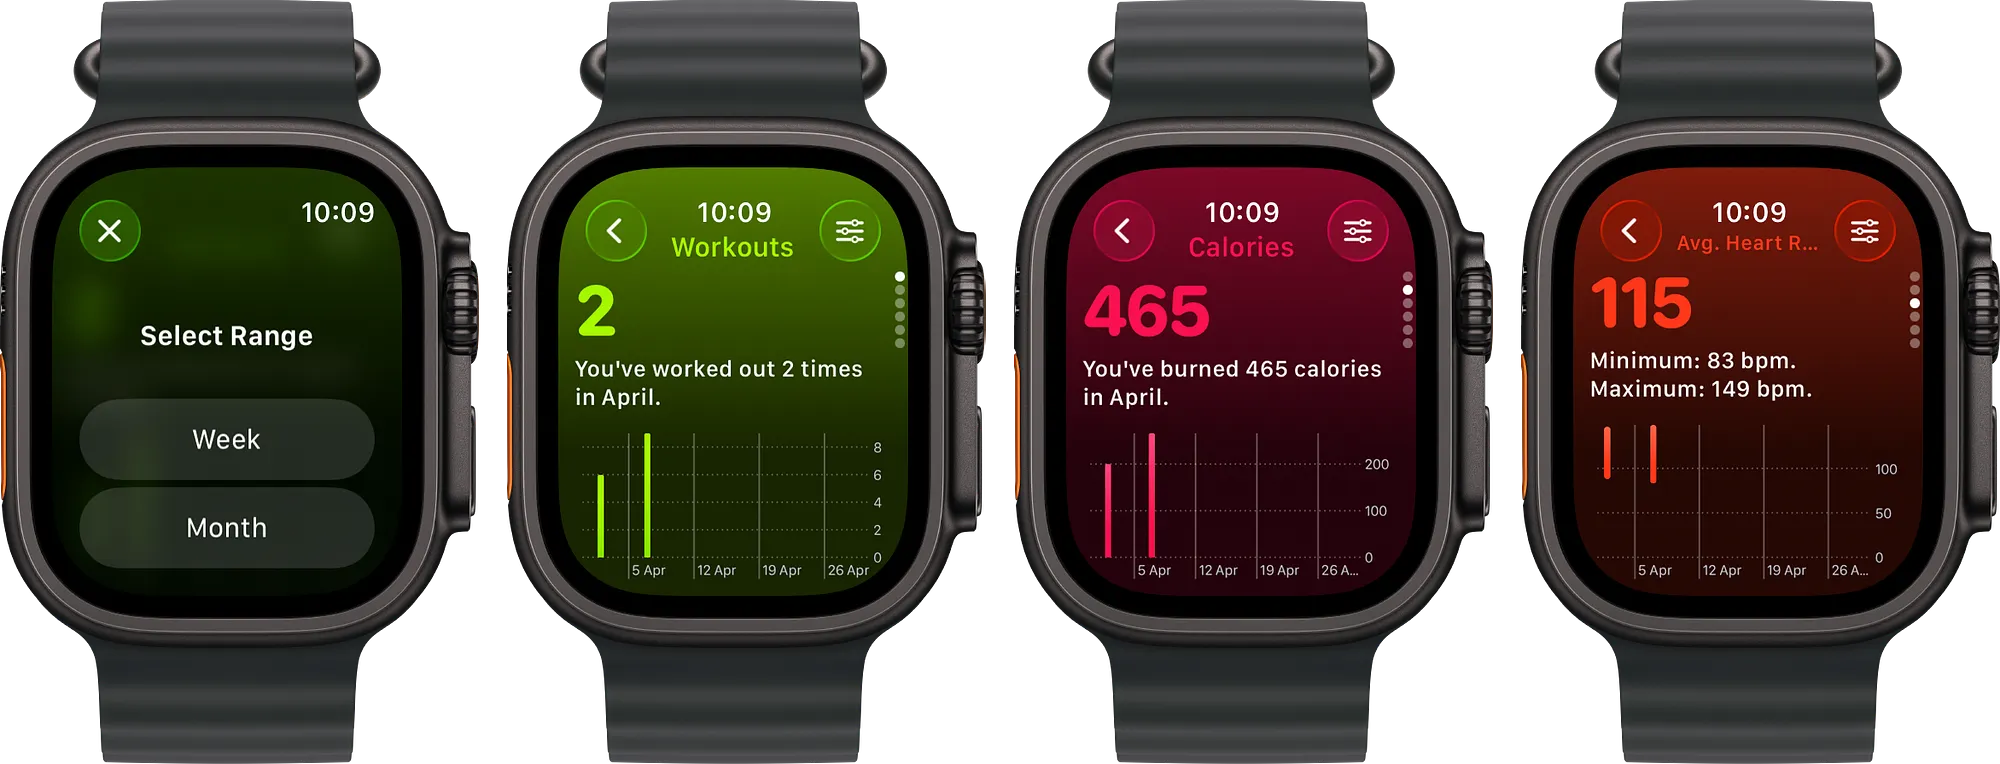 10:09
Select Range
Week
Month
10:09
Workouts
2
You've worked out 2 times
in April.
8
6
4
2
0
5 Apr
12 Apr
19 Apr
26 Apr
10:09
Calories
465
You've burned 465 calories
in April.
200
100
0
5 Apr
12 Apr
19 Apr
26 A...
10:09
Avg. Heart R...
115
Minimum: 83 bpm.
Maximum: 149 bpm.
100
50
0
5 Apr
12 Apr
19 Apr
26 A...